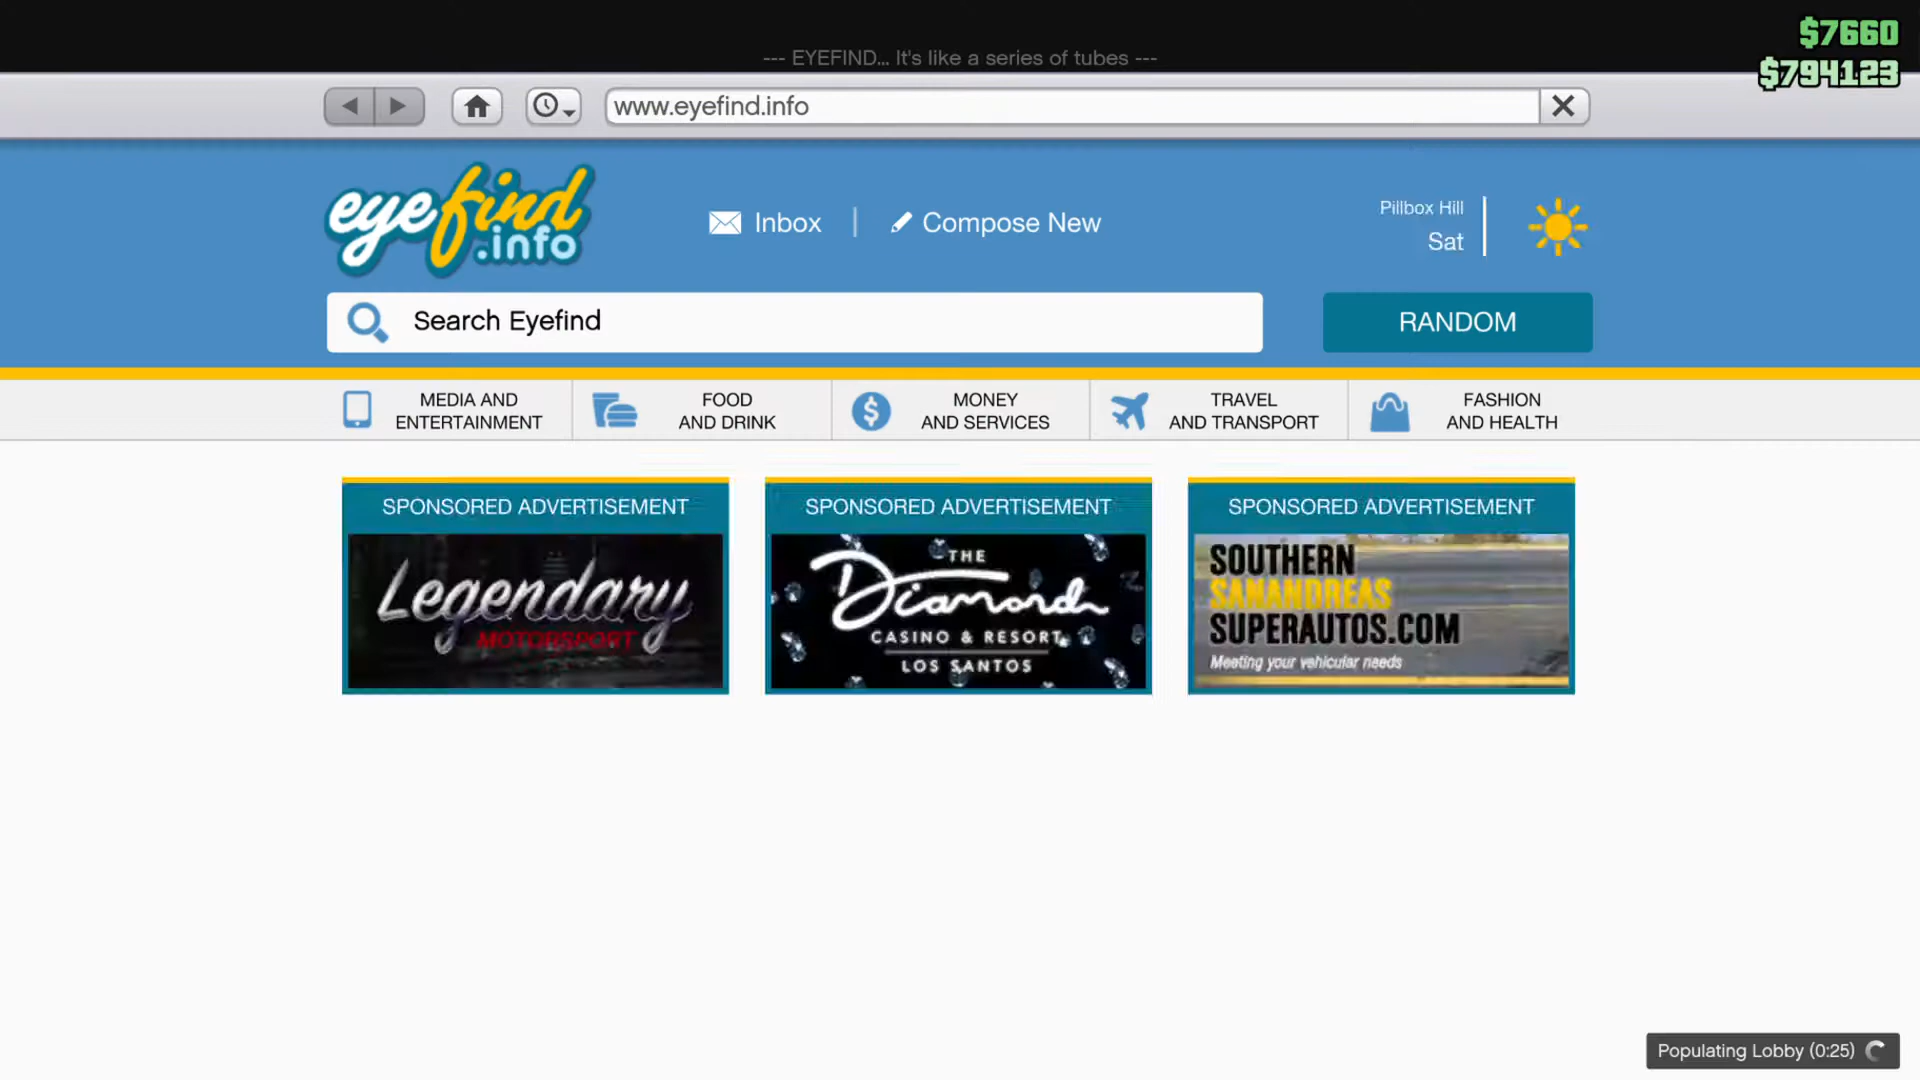 $7660
--- EYEFIND... It's like a series of tubes ---
$794123
www.eyefind.info
eyefind
.info
Inbox
Compose New
Pillbox Hill
Sat
Search Eyefind
RANDOM
MEDIA AND
ENTERTAINMENT
FOOD
AND DRINK
MONEY
AND SERVICES
TRAVEL
AND TRANSPORT
FASHION
AND HEALTH
SPONSORED ADVERTISEMENT
Legendary
MOTORSPORT
SPONSORED ADVERTISEMENT
THE
Diamond
CASINO & RESORT
LOS SANTOS
SPONSORED ADVERTISEMENT
SOUTHERN
SANANDREAS
SUPERAUTOS.COM
Meeting your vehicular needs
Populating Lobby (0:25)